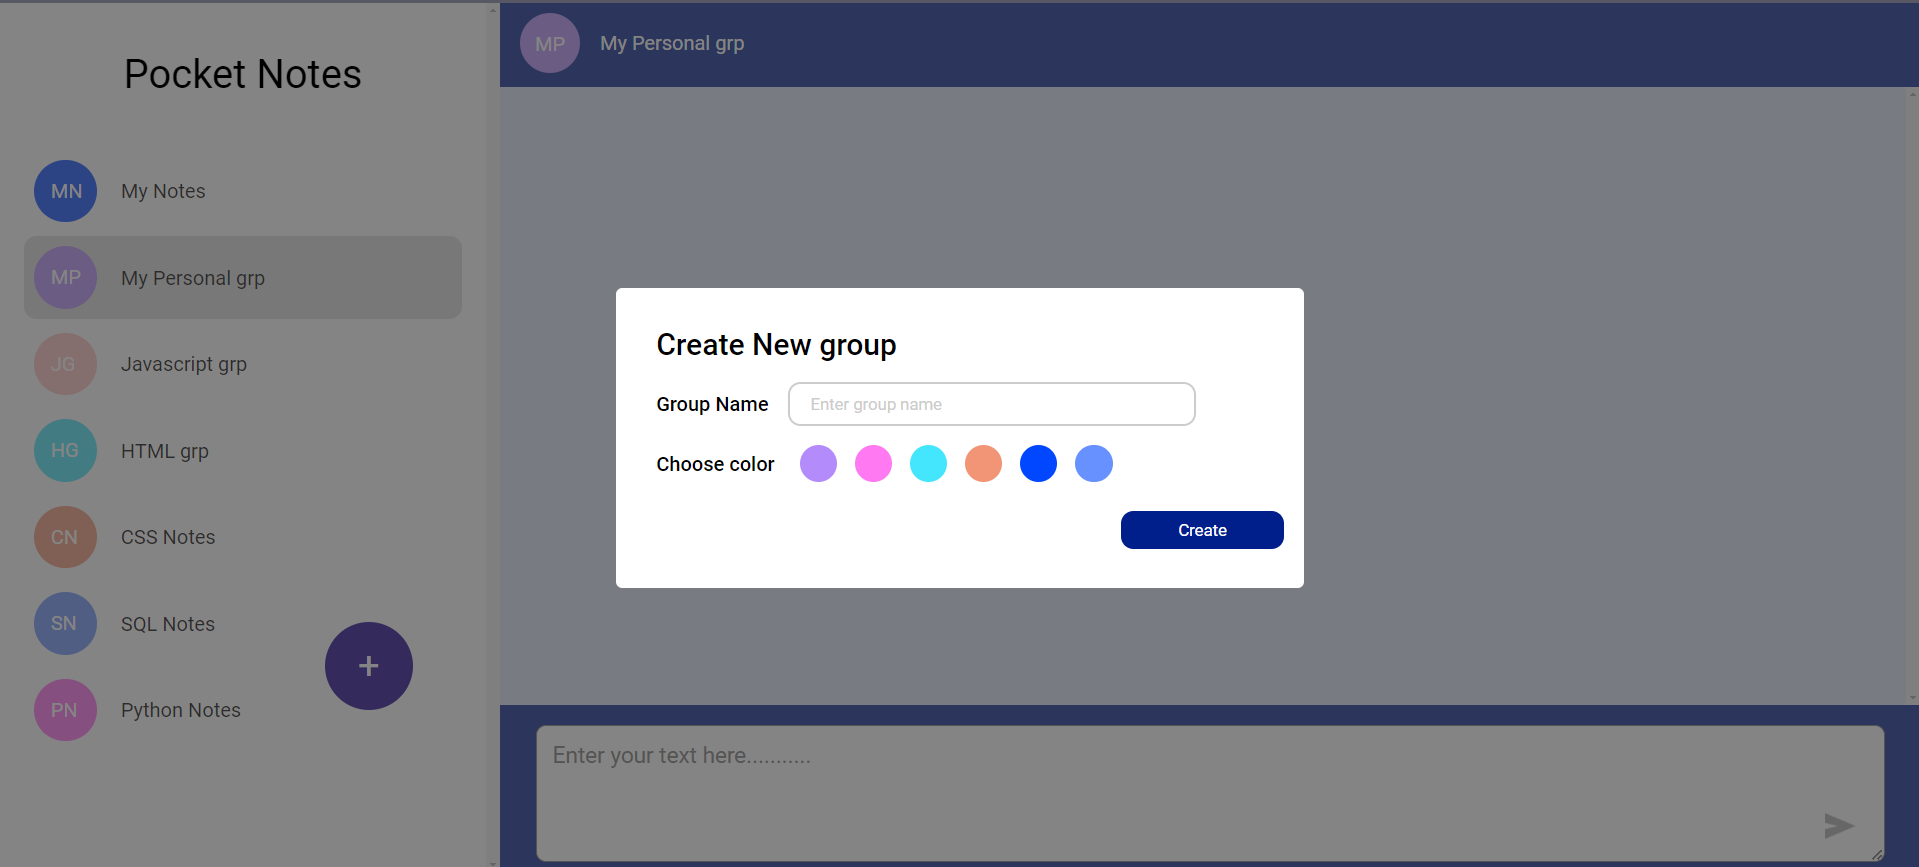 Pocket Notes
MN My Notes
MP My Personal grp
JG Javascript grp
HG HTML grp
CN CSS Notes
SN SQL Notes
+
PN Python Notes
MP My Personal grp
Create New group
Group Name Enter group name
Choose color
Create
Enter your text here...........